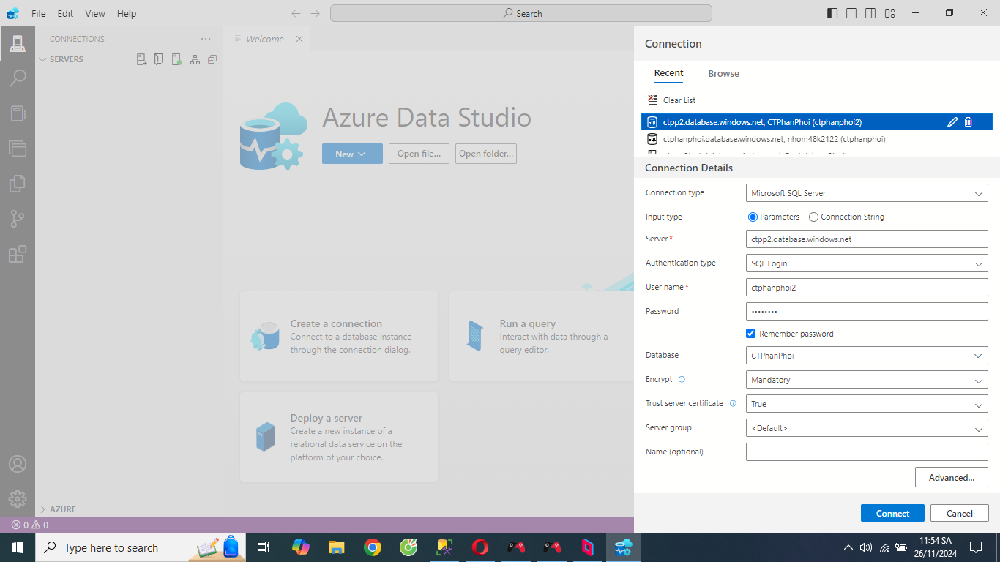 File Edit View Help
Search
CONNECTIONS
SERVERS
Welcome
Azure Data Studio
New
Open file...
Open folder...
Create a connection
Connect to a database instance
through the connection dialog.
Run a query
Interact with data through a
query editor.
Deploy a server
Create a new instance of a
relational data service on the
platform of your choice.
AZURE
0 0
Connection
Recent Browse
Clear List
SQL ctpp2.database.windows.net, CTPhanPhoi (ctphanphoi2)
SQL ctphanphoi.database.windows.net, nhom48k2122 (ctphanphoi)
Connection Details
Connection type Microsoft SQL Server
Input type Parameters Connection String
Server* ctpp2.database.windows.net
Authentication type SQL Login
User name* ctphanphoi2
Password ••••••••
Remember password
Database CTPhanPhoi
Encrypt Mandatory
Trust server certificate True
Server group <Default>
Name (optional)
Advanced...
Connect Cancel
Type here to search
11:54 SA
26/11/2024